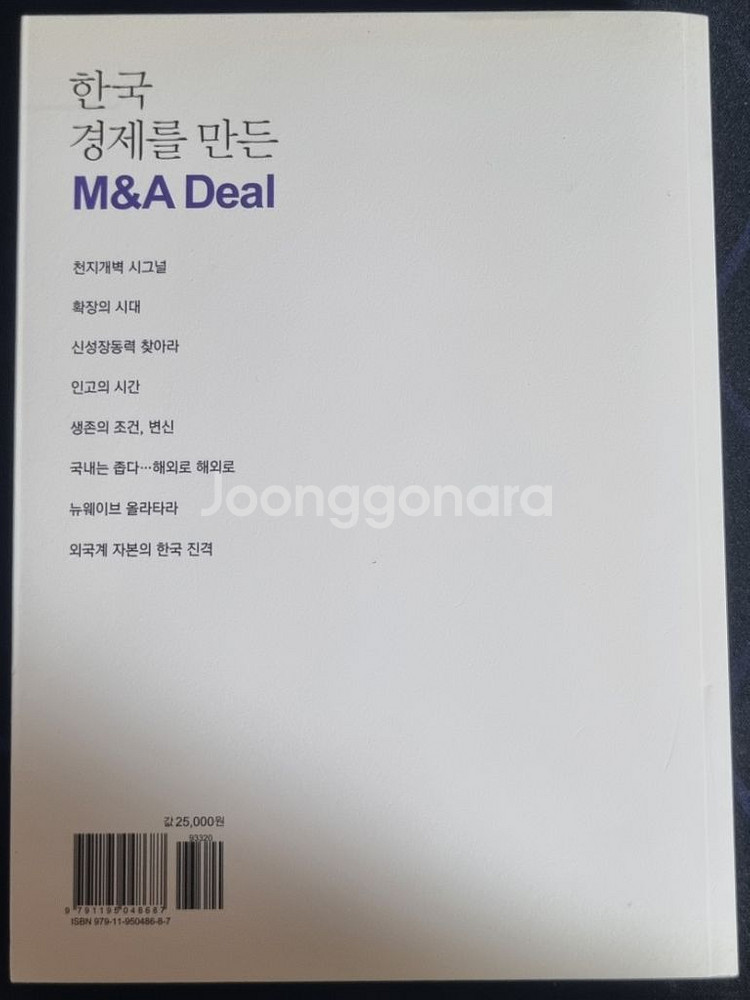 한국
경제를 만든
M&A Deal
천지개벽 시그널
확장의 시대
신성장동력 찾아라
인고의 시간
생존의 조건, 변신
국내는 좁다…해외로 해외로
뉴웨이브 올라타라
외국계 자본의 한국 진격
Joonggonara
값 25,000원
93320
9 791195 048667
ISBN 979-11-950486-8-7